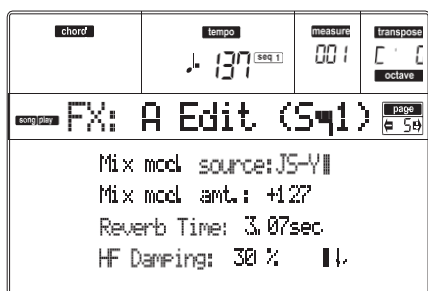 chord tempo measure transpose
♩. 137 seq 1 001 C C
octave
song|play FX: A Edit (Sq1) page 5
Mix mod. source:JS-Y
Mix mod. amt.: +127
Reverb Time: 3.07sec
HF Damping: 30 %